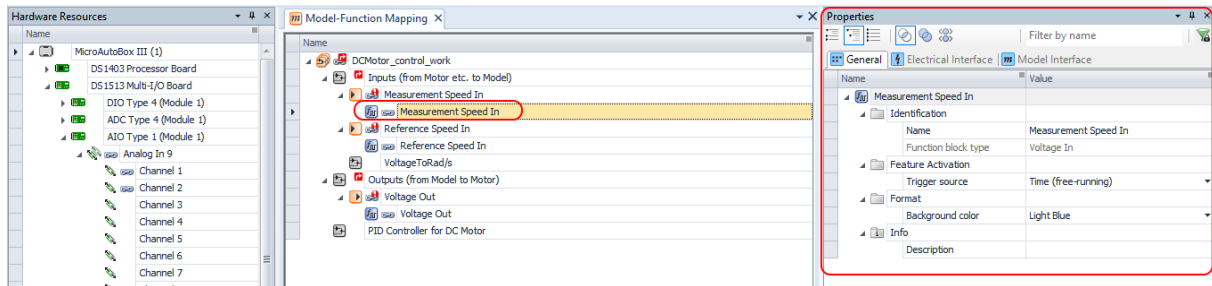 Hardware Resources
Name
MicroAutoBox III (1)
DS1403 Processor Board
DS1513 Multi-I/O Board
DIO Type 4 (Module 1)
ADC Type 4 (Module 1)
AIO Type 1 (Module 1)
Analog In 9
Channel 1
Channel 2
Channel 3
Channel 4
Channel 5
Channel 6
Channel 7
Model-Function Mapping
Name
DCMotor_control_work
Inputs (from Motor etc. to Model)
Measurement Speed In
Measurement Speed In
Reference Speed In
Reference Speed In
VoltageToRad/s
Outputs (from Model to Motor)
Voltage Out
Voltage Out
PID Controller for DC Motor
Properties
Filter by name
General Electrical Interface Model Interface
Name Value
Measurement Speed In
Identification
Name Measurement Speed In
Function block type Voltage In
Feature Activation
Trigger source Time (free-running)
Format
Background color Light Blue
Info
Description